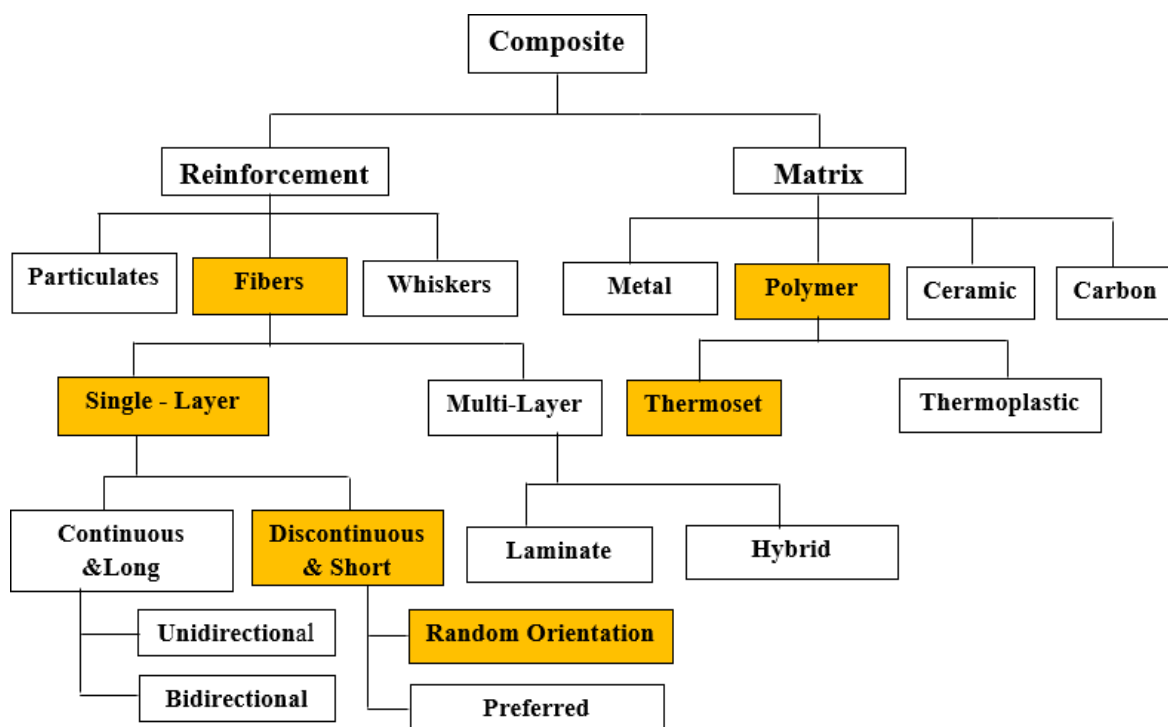 Composite
Reinforcement
Matrix
Particulates
Fibers
Whiskers
Metal
Polymer
Ceramic
Carbon
Single - Layer
Multi-Layer
Thermoset
Thermoplastic
Continuous
&Long
Discontinuous
& Short
Laminate
Hybrid
Unidirectional
Random Orientation
Bidirectional
Preferred